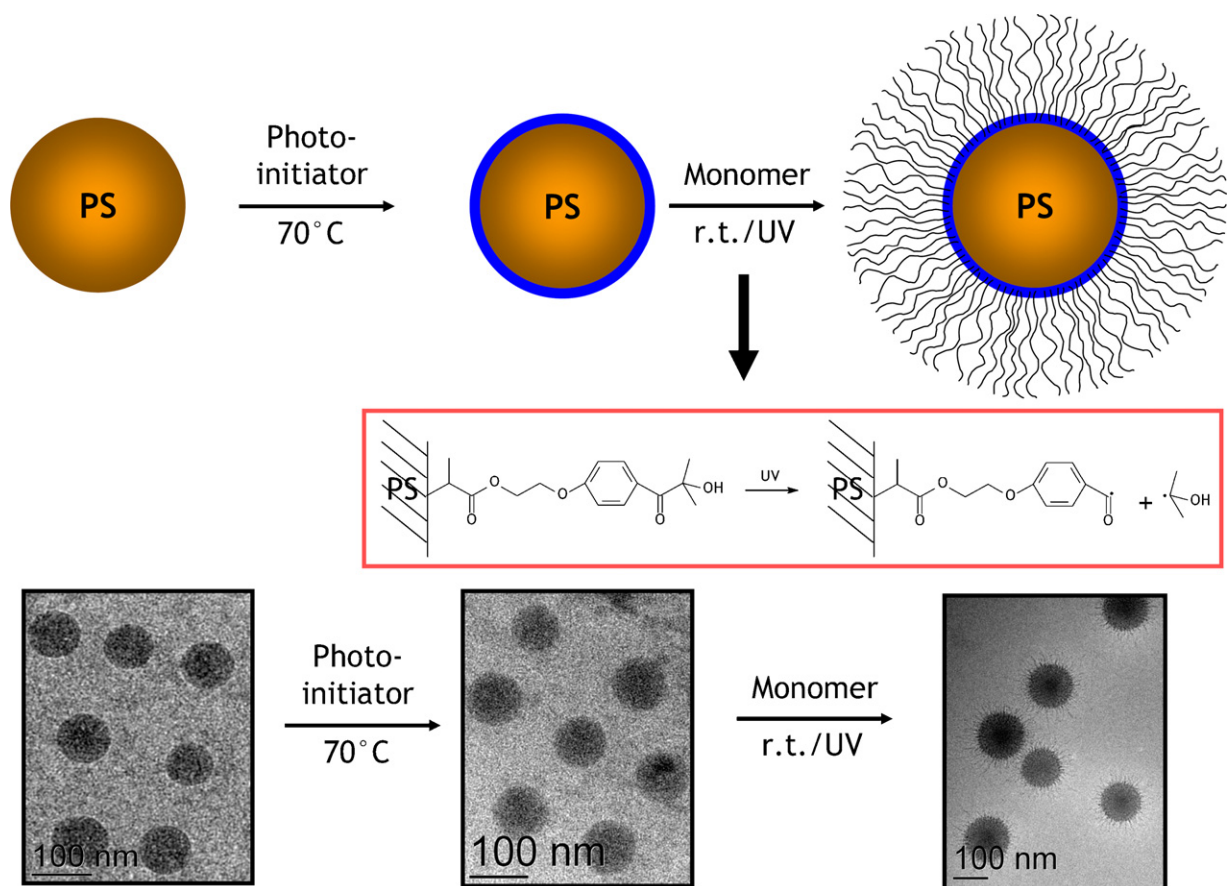 PS
Photo-
initiator
70°C
PS
Monomer
r.t./UV
PS
PS
O
O
O
O
OH
UV
PS
O
O
O
O
+
OH
Photo-
initiator
70°C
Monomer
r.t./UV
100 nm
100 nm
100 nm